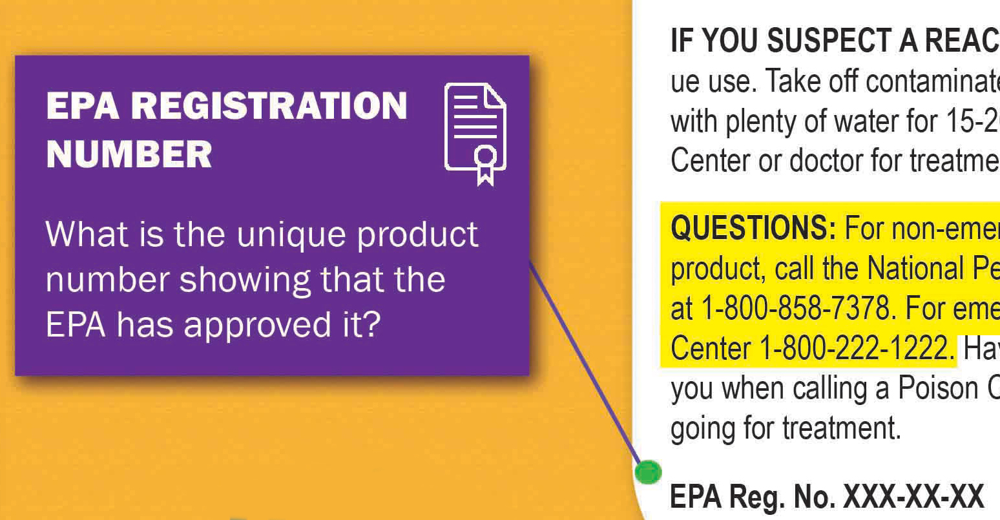 EPA REGISTRATION
NUMBER
What is the unique product
number showing that the
EPA has approved it?
IF YOU SUSPECT A REAC
ue use. Take off contaminate
with plenty of water for 15-2
Center or doctor for treatme
QUESTIONS: For non-emer
product, call the National Pe
at 1-800-858-7378. For eme
Center 1-800-222-1222. Hav
you when calling a Poison C
going for treatment.
EPA Reg. No. XXX-XX-XX